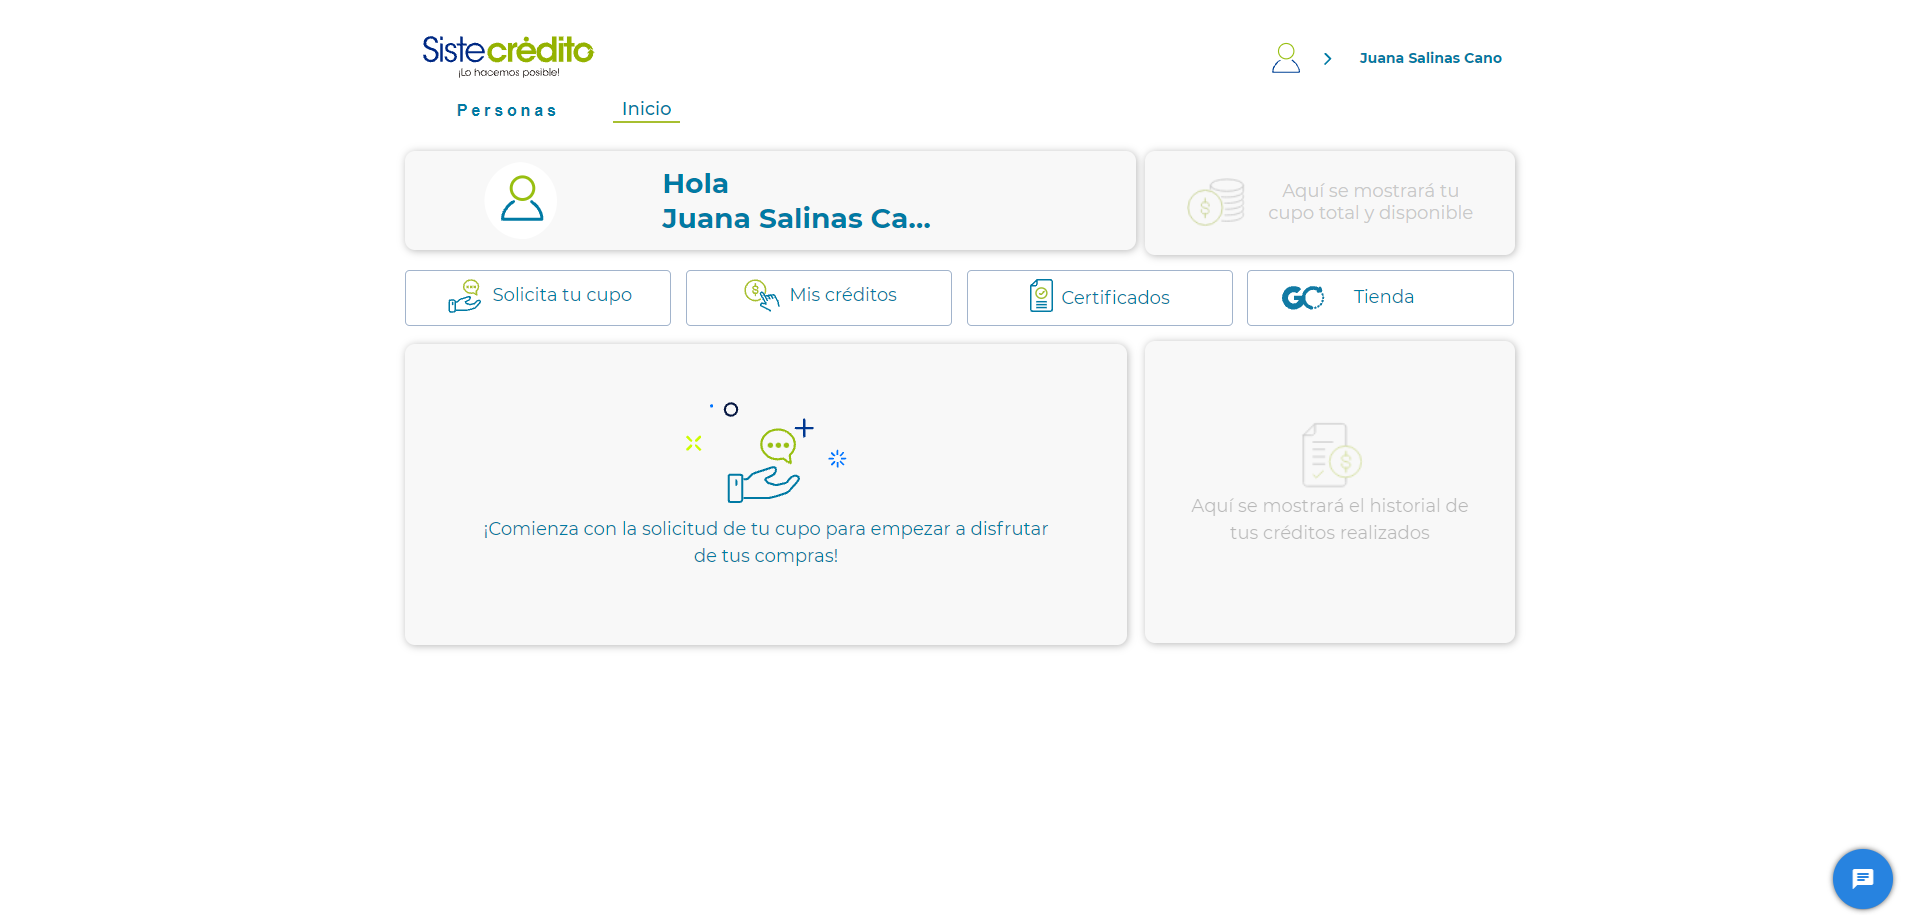 Sistecrédito
¡Lo hacemos posible!
Juana Salinas Cano
Personas
Inicio
Hola
Juana Salinas Ca...
Aquí se mostrará tu
cupo total y disponible
Solicita tu cupo
Mis créditos
Certificados
GO
Tienda
¡Comienza con la solicitud de tu cupo para empezar a disfrutar
de tus compras!
Aquí se mostrará el historial de
tus créditos realizados